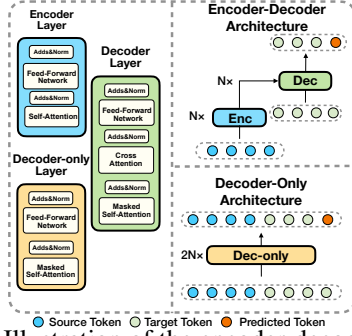 Encoder
Layer
Adds&Norm
Feed-Forward
Network
Adds&Norm
Self-Attention
Decoder
Layer
Adds&Norm
Feed-Forward
Network
Adds&Norm
Cross
Attention
Adds&Norm
Masked
Self-Attention
Decoder-only
Layer
Adds&Norm
Feed-Forward
Network
Adds&Norm
Masked
Self-Attention
Encoder-Decoder
Architecture
N×
Dec
N×
Enc
Decoder-Only
Architecture
2N×
Dec-only
Source Token
Target Token
Predicted Token